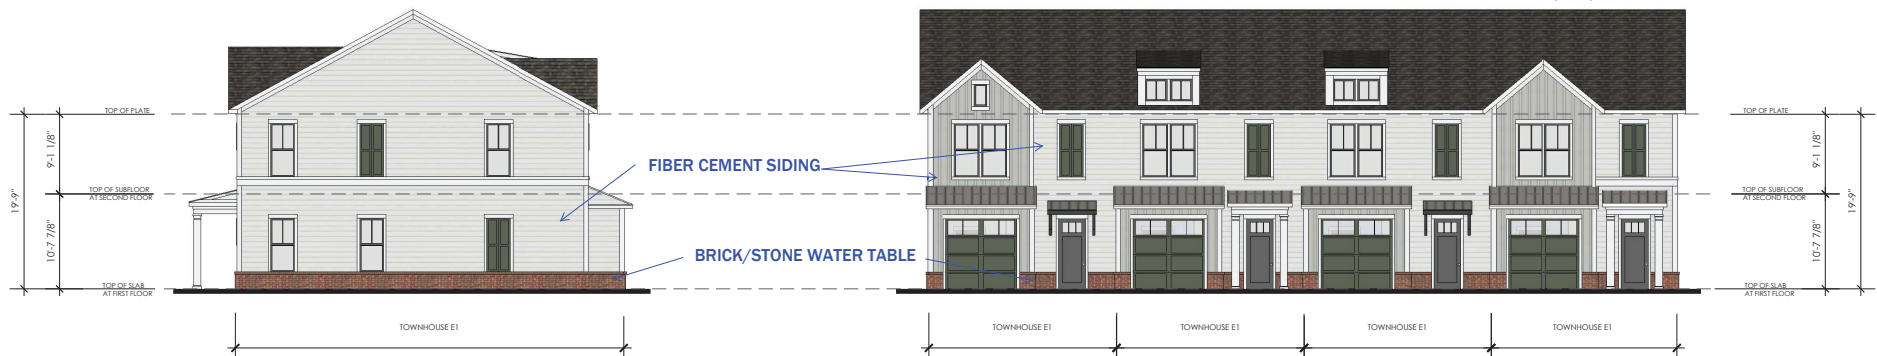 TOP OF PLATE
9'-1 1/8"
19'-9"
TOP OF SUBFLOOR
AT SECOND FLOOR
10'-7 7/8"
TOP OF SLAB
AT FIRST FLOOR
TOWNHOUSE E1
FIBER CEMENT SIDING
BRICK/STONE WATER TABLE
TOP OF PLATE
9'-1 1/8"
19'-9"
TOP OF SUBFLOOR
AT SECOND FLOOR
10'-7 7/8"
TOP OF SLAB
AT FIRST FLOOR
TOWNHOUSE E1
TOWNHOUSE E1
TOWNHOUSE E1
TOWNHOUSE E1